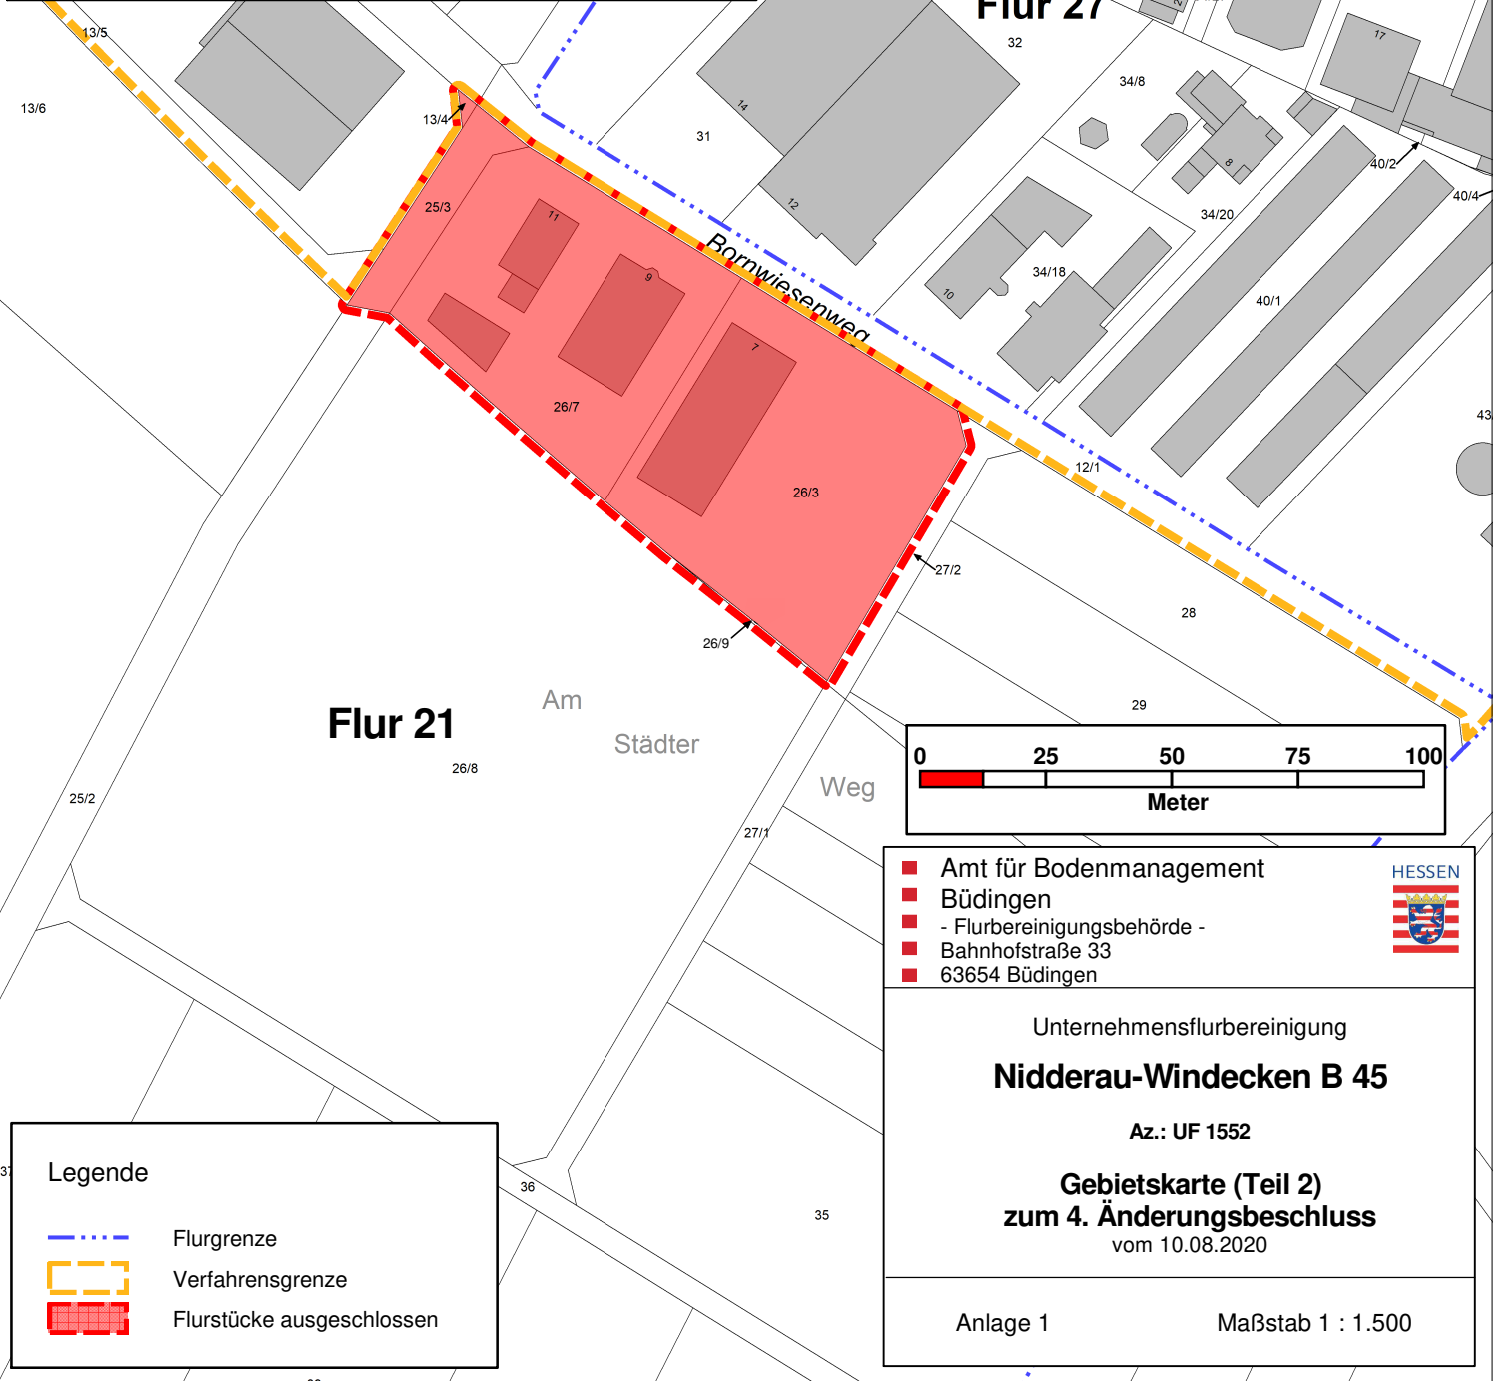 Flur 27
13/5
32
17
34/8
13/6
13/4
14
31
8
40/2
40/4
12
25/3
11
34/20
Bornwiesenweg
9
34/18
10
40/1
7
26/7
43
12/1
26/3
27/2
28
26/9
29
Am
Flur 21
Städter
26/8
Weg
25/2
27/1
0 25 50 75 100
Meter
Amt für Bodenmanagement
Büdingen
- Flurbereinigungsbehörde -
Bahnhofstraße 33
63654 Büdingen
HESSEN
Unternehmensflurbereinigung
Nidderau-Windecken B 45
Az.: UF 1552
Gebietskarte (Teil 2)
zum 4. Änderungsbeschluss
vom 10.08.2020
Anlage 1
Maßstab 1 : 1.500
37
36
35
Legende
Flurgrenze
Verfahrensgrenze
Flurstücke ausgeschlossen